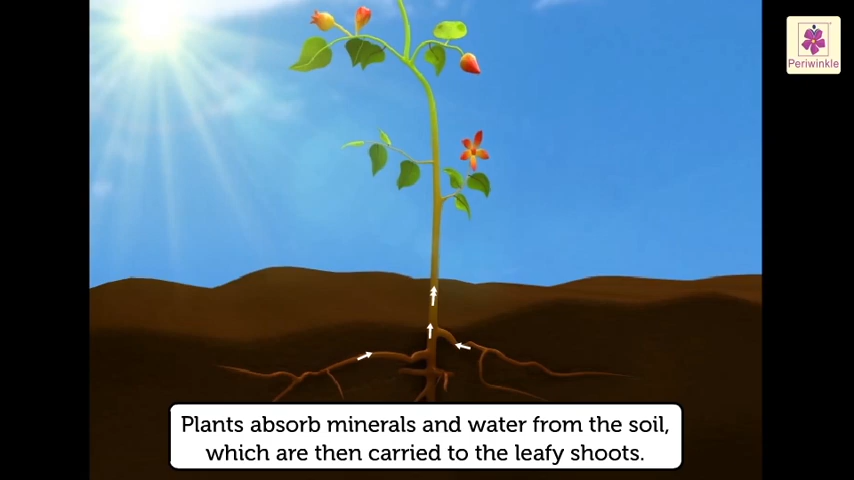 Periwinkle
Plants absorb minerals and water from the soil,
which are then carried to the leafy shoots.